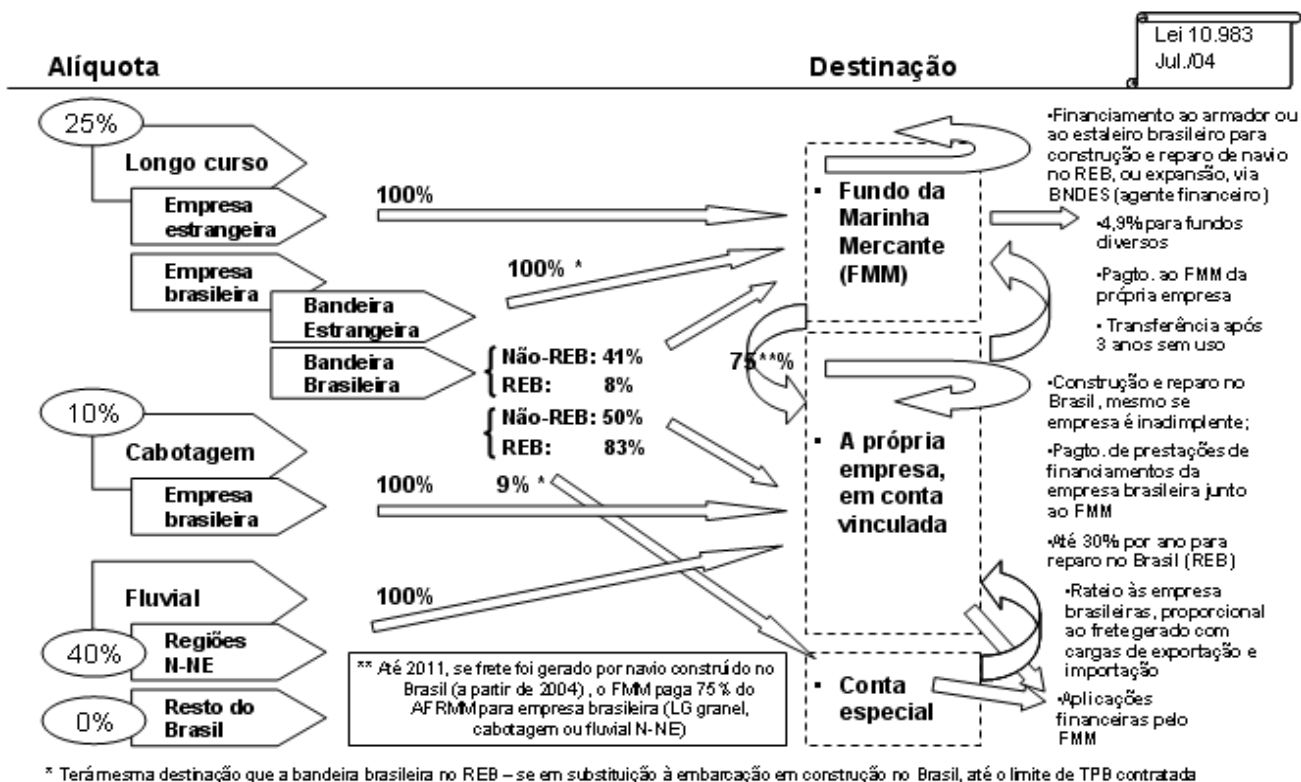 Lei 10.983
Jul./04
Alíquota
Destinação
25%
Longo curso
Empresa
estrangeira
Empresa
brasileira
Bandeira
Estrangeira
Bandeira
Brasileira
100%
100% *
Não-REB: 41%
REB: 8%
Não-REB: 50%
REB: 83%
9% *
75**%
10%
Cabotagem
Empresa
brasileira
100%
Fluvial
40%
Regiões
N-NE
0%
Resto do
Brasil
100%
** Até 2011, se frete foi gerado por navio construído no
Brasil (a partir de 2004) , o FMM paga 75% do
AFRMM para empresa brasileira (LG granel,
cabotagem ou fluvial N-NE)
▪ Fundo da
Marinha
Mercante
(FMM)
▪ A própria
empresa,
em conta
vinculada
▪ Conta
especial
•Financiamento ao armador ou
ao estaleiro brasileiro para
construção e reparo de navio
no REB, ou expansão, via
BNDES (agente financeiro)
•4,9% para fundos
diversos
•Pagto. ao FMM da
própria empresa
• Transferência após
3 anos sem uso
•Construção e reparo no
Brasil, mesmo se
empresa é inadimplente;
•Pagto. de prestações de
financiamentos da
empresa brasileira junto
ao FMM
•Até 30% por ano para
reparo no Brasil (REB)
•Rateio às empresa
brasileiras, proporcional
ao frete gerado com
cargas de exportação e
importação
•Aplicações
financeiras pelo
FMM
* Terá mesma destinação que a bandeira brasileira no REB – se em substituição à embarcação em construção no Brasil, até o limite de TPB contratada